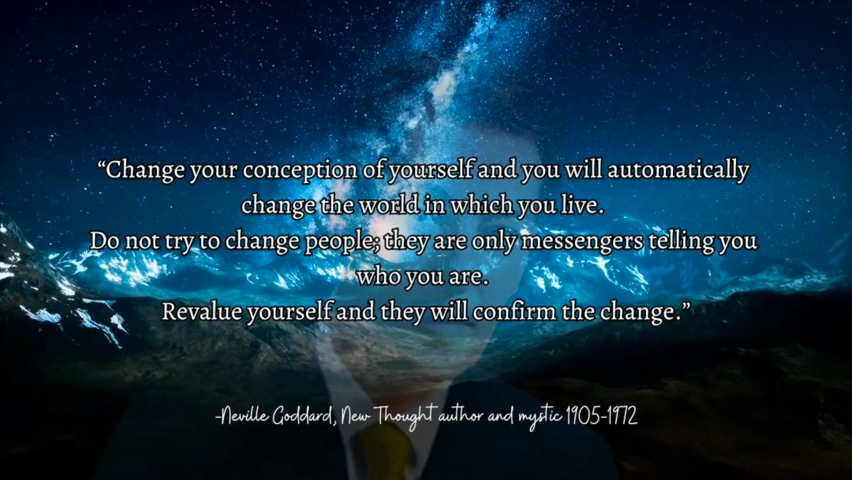 “Change your conception of yourself and you will automatically
change the world in which you live.
Do not try to change people; they are only messengers telling you
who you are.
Revalue yourself and they will confirm the change.”
-Neville Goddard, New Thought author and mystic 1905-1972